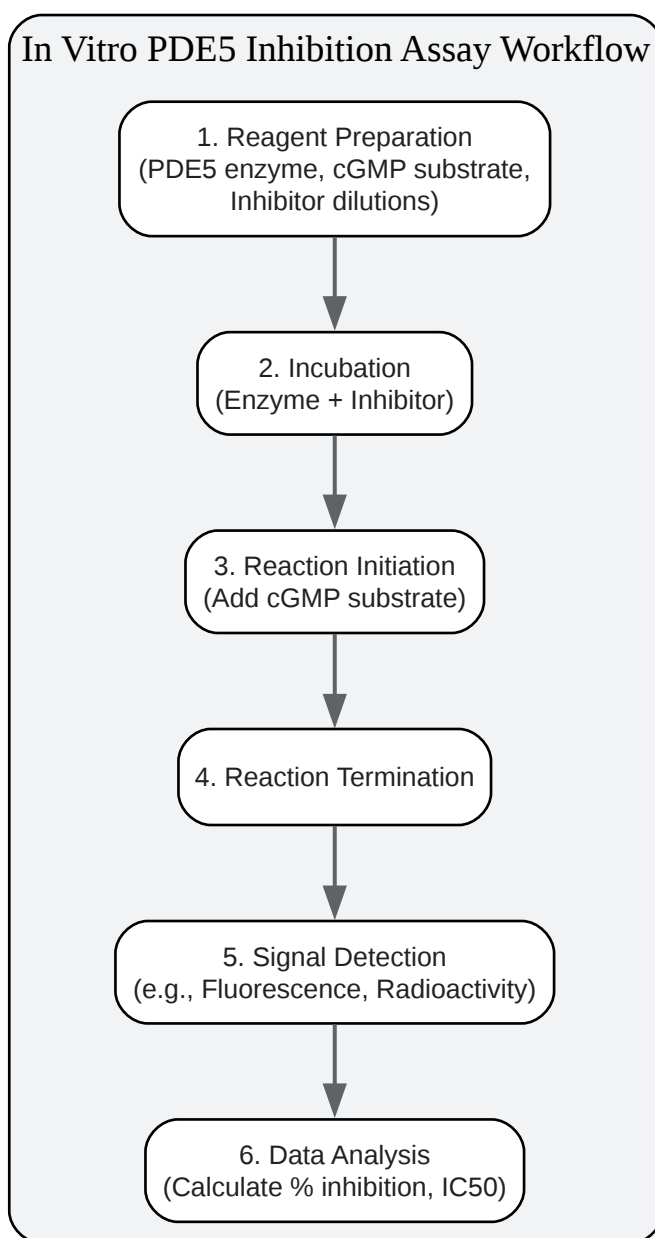 In Vitro PDE5 Inhibition Assay Workflow
1. Reagent Preparation
(PDE5 enzyme, cGMP substrate,
Inhibitor dilutions)
2. Incubation
(Enzyme + Inhibitor)
3. Reaction Initiation
(Add cGMP substrate)
4. Reaction Termination
5. Signal Detection
(e.g., Fluorescence, Radioactivity)
6. Data Analysis
(Calculate % inhibition, IC50)